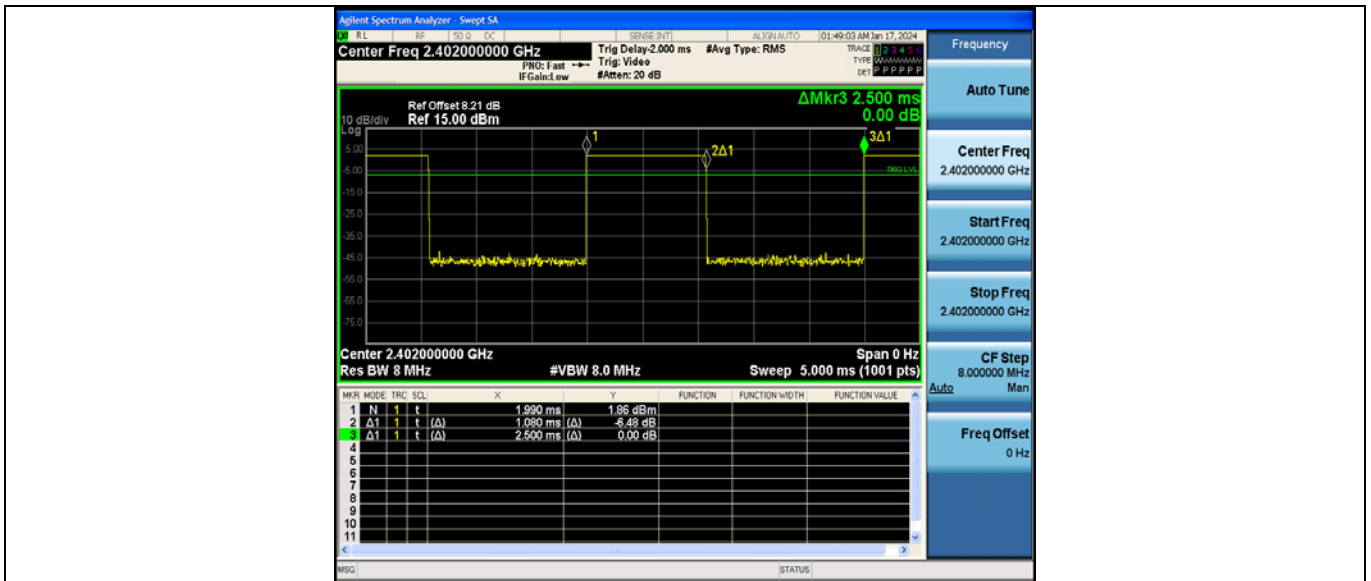 Agilent Spectrum Analyzer - Swept SA
RL RF 50 Ω DC SENSE:INT ALIGN AUTO 01:49:03 AM Jan 17, 2024
Center Freq 2.402000000 GHz
PNO: Fast
IFGain:Low
Trig Delay-2.000 ms
Trig: Video
#Atten: 20 dB
#Avg Type: RMS
TRACE 1 2 3 4 5 6
TYPE WWWWWW
DET P P P P P P
Frequency
Auto Tune
Center Freq
2.402000000 GHz
Start Freq
2.402000000 GHz
Stop Freq
2.402000000 GHz
CF Step
8.000000 MHz
Auto Man
Freq Offset
0 Hz
ΔMkr3 2.500 ms
0.00 dB
Ref Offset 8.21 dB
10 dB/div Ref 15.00 dBm
Log
1
2Δ1
3Δ1
TRIG LVL
5.00
-5.00
-15.0
-25.0
-35.0
-45.0
-55.0
-65.0
-75.0
Center 2.402000000 GHz Span 0 Hz
Res BW 8 MHz #VBW 8.0 MHz Sweep 5.000 ms (1001 pts)
MKR MODE TRC SCL X Y FUNCTION FUNCTION WIDTH FUNCTION VALUE
1 N 1 t 1.990 ms 1.86 dBm
2 Δ1 1 t (Δ) 1.080 ms (Δ) -6.48 dB
3 Δ1 1 t (Δ) 2.500 ms (Δ) 0.00 dB
4
5
6
7
8
9
10
11
MSG STATUS